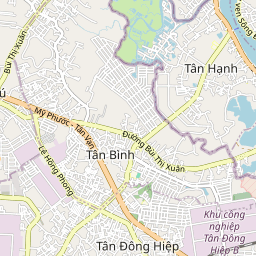 Bùi Thị Xuân
Tân Hạnh
ú
Mỹ Phước - Tân Vạn
Đường Bùi Thị Xuân
Lê Hồng Phong
Tân Bình
Khu công
nghiệp
Tân Đông
Hiệp B
Tân Đông Hiệp